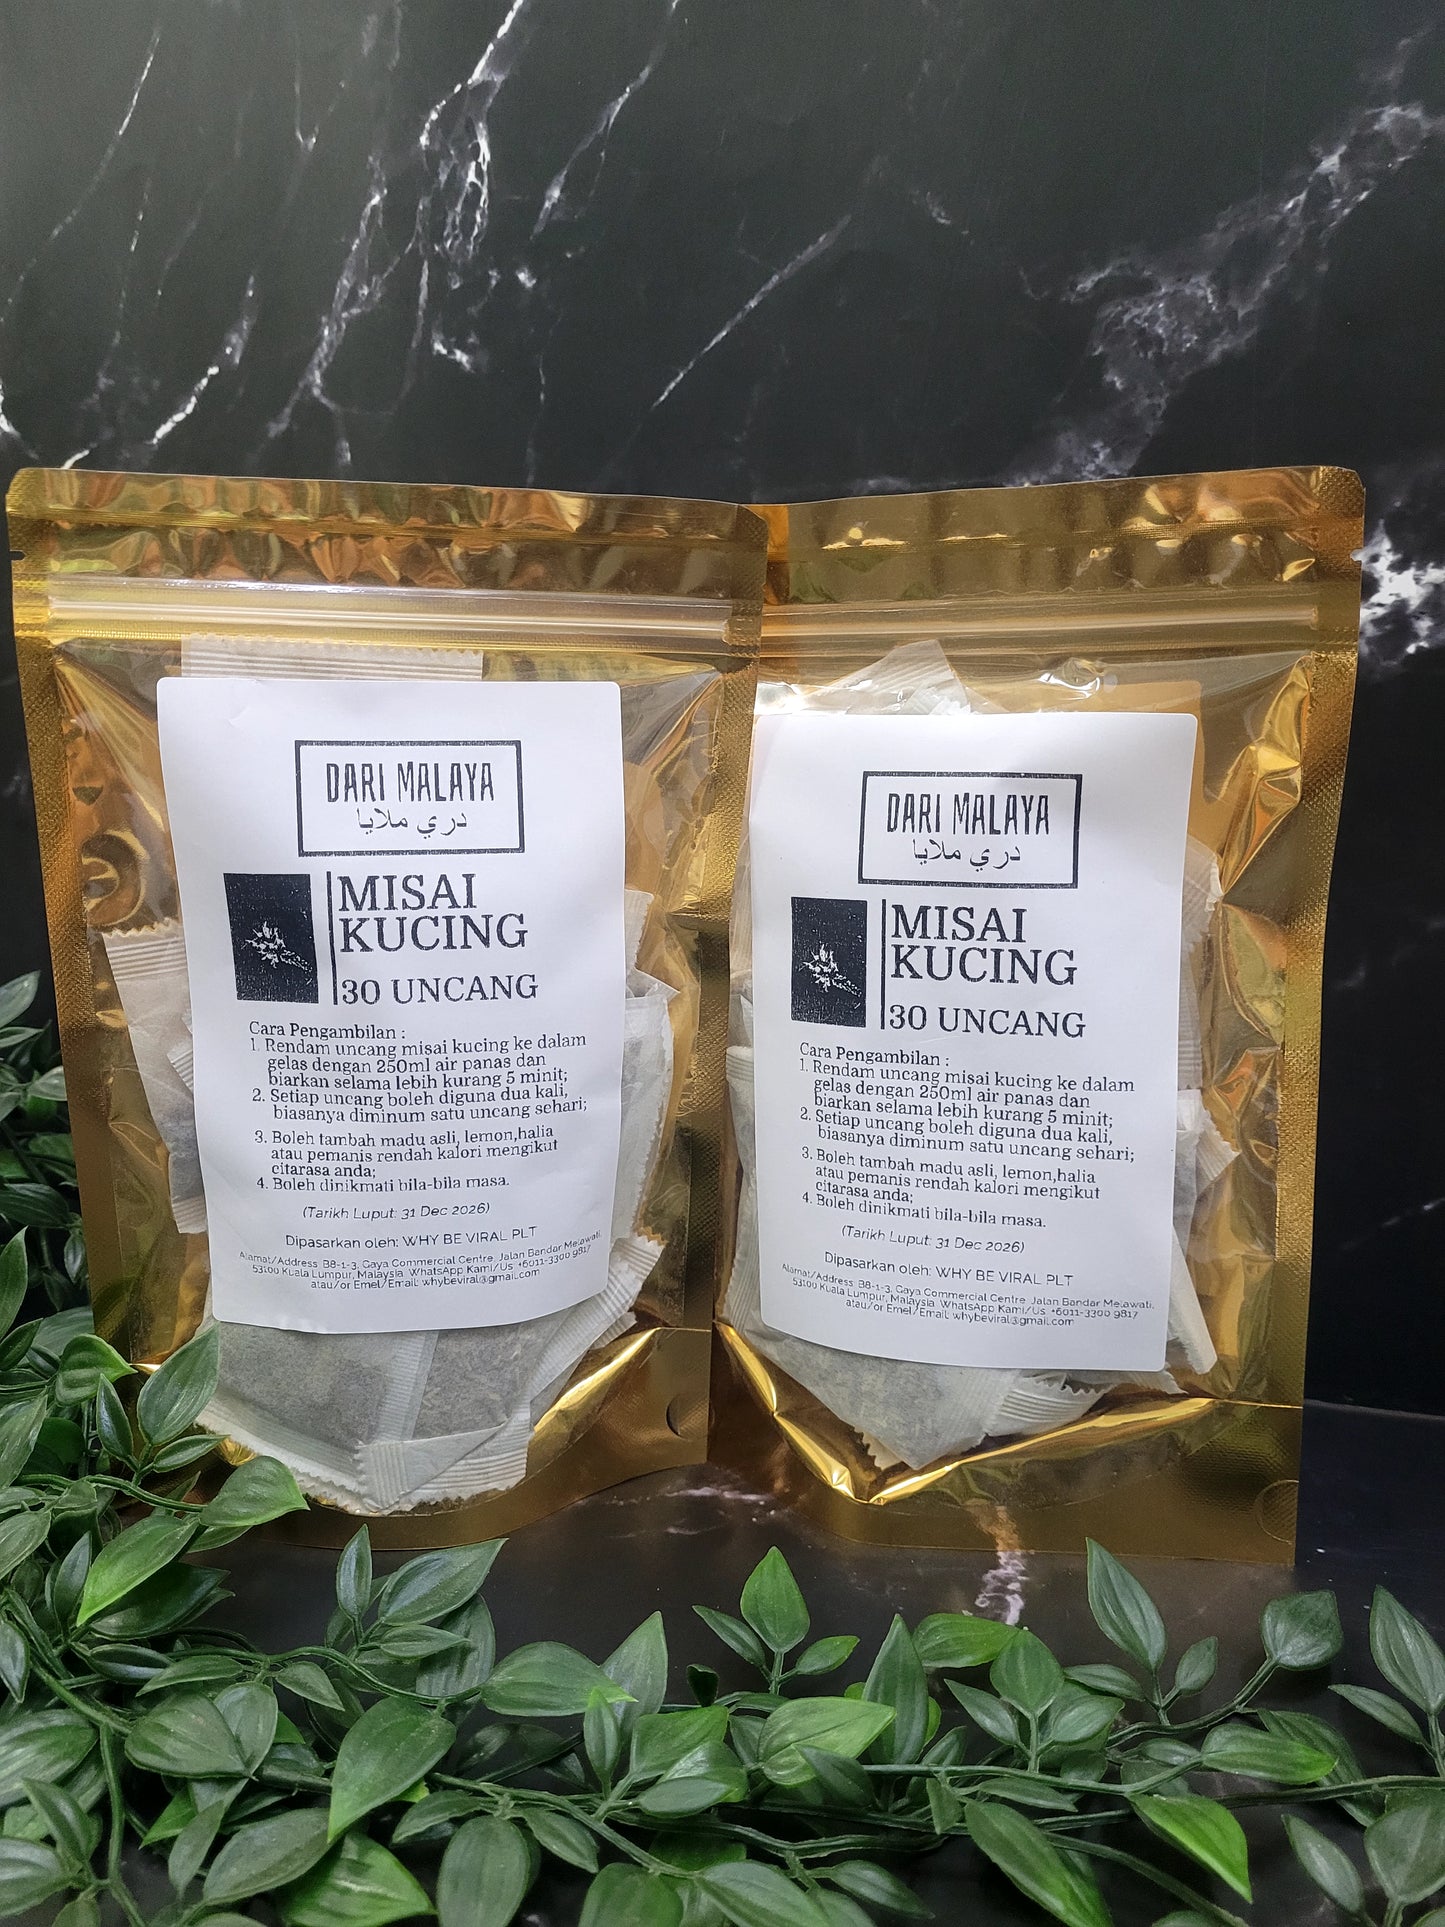 DARI MALAYA
دري ملايا
MISAI
KUCING
30 UNCANG
Cara Pengambilan :
1. Rendam uncang misai kucing ke dalam
gelas dengan 250ml air panas dan
biarkan selama lebih kurang 5 minit;
2. Setiap uncang boleh diguna dua kali,
biasanya diminum satu uncang sehari;
3. Boleh tambah madu asli, lemon,halia
atau pemanis rendah kalori mengikut
citarasa anda;
4. Boleh dinikmati bila-bila masa.
(Tarikh Luput: 31 Dec 2026)
Dipasarkan oleh: WHY BE VIRAL PLT
Alamat/Address: B8-1-3, Gaya Commercial Centre, Jalan Bandar Melawati,
53100 Kuala Lumpur, Malaysia. WhatsApp Kami/Us +6011-3300 9817
atau/or Emel/Email: whybeviral@gmail.com
DARI MALAYA
دري ملايا
MISAI
KUCING
30 UNCANG
Cara Pengambilan :
1. Rendam uncang misai kucing ke dalam
gelas dengan 250ml air panas dan
biarkan selama lebih kurang 5 minit;
2. Setiap uncang boleh diguna dua kali,
biasanya diminum satu uncang sehari;
3. Boleh tambah madu asli, lemon,halia
atau pemanis rendah kalori mengikut
citarasa anda;
4. Boleh dinikmati bila-bila masa.
(Tarikh Luput: 31 Dec 2026)
Dipasarkan oleh: WHY BE VIRAL PLT
Alamat/Address: B8-1-3, Gaya Commercial Centre, Jalan Bandar Melawati,
53100 Kuala Lumpur, Malaysia. WhatsApp Kami/Us +6011-3300 9817
atau/or Emel/Email: whybeviral@gmail.com